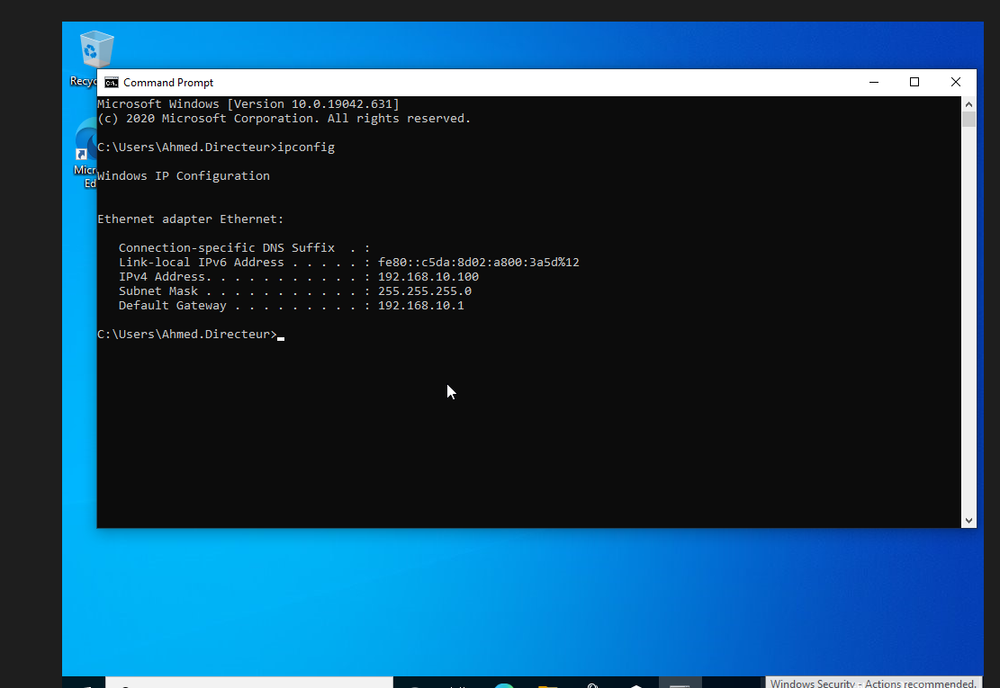 Recyc
Command Prompt
Microsoft Windows [Version 10.0.19042.631]
(c) 2020 Microsoft Corporation. All rights reserved.
C:\Users\Ahmed.Directeur>ipconfig
Micr
Ed
Windows IP Configuration
Ethernet adapter Ethernet:
Connection-specific DNS Suffix . :
Link-local IPv6 Address . . . . . : fe80::c5da:8d02:a800:3a5d%12
IPv4 Address. . . . . . . . . . . : 192.168.10.100
Subnet Mask . . . . . . . . . . . : 255.255.255.0
Default Gateway . . . . . . . . . : 192.168.10.1
C:\Users\Ahmed.Directeur>
Windows Security - Actions recommended.